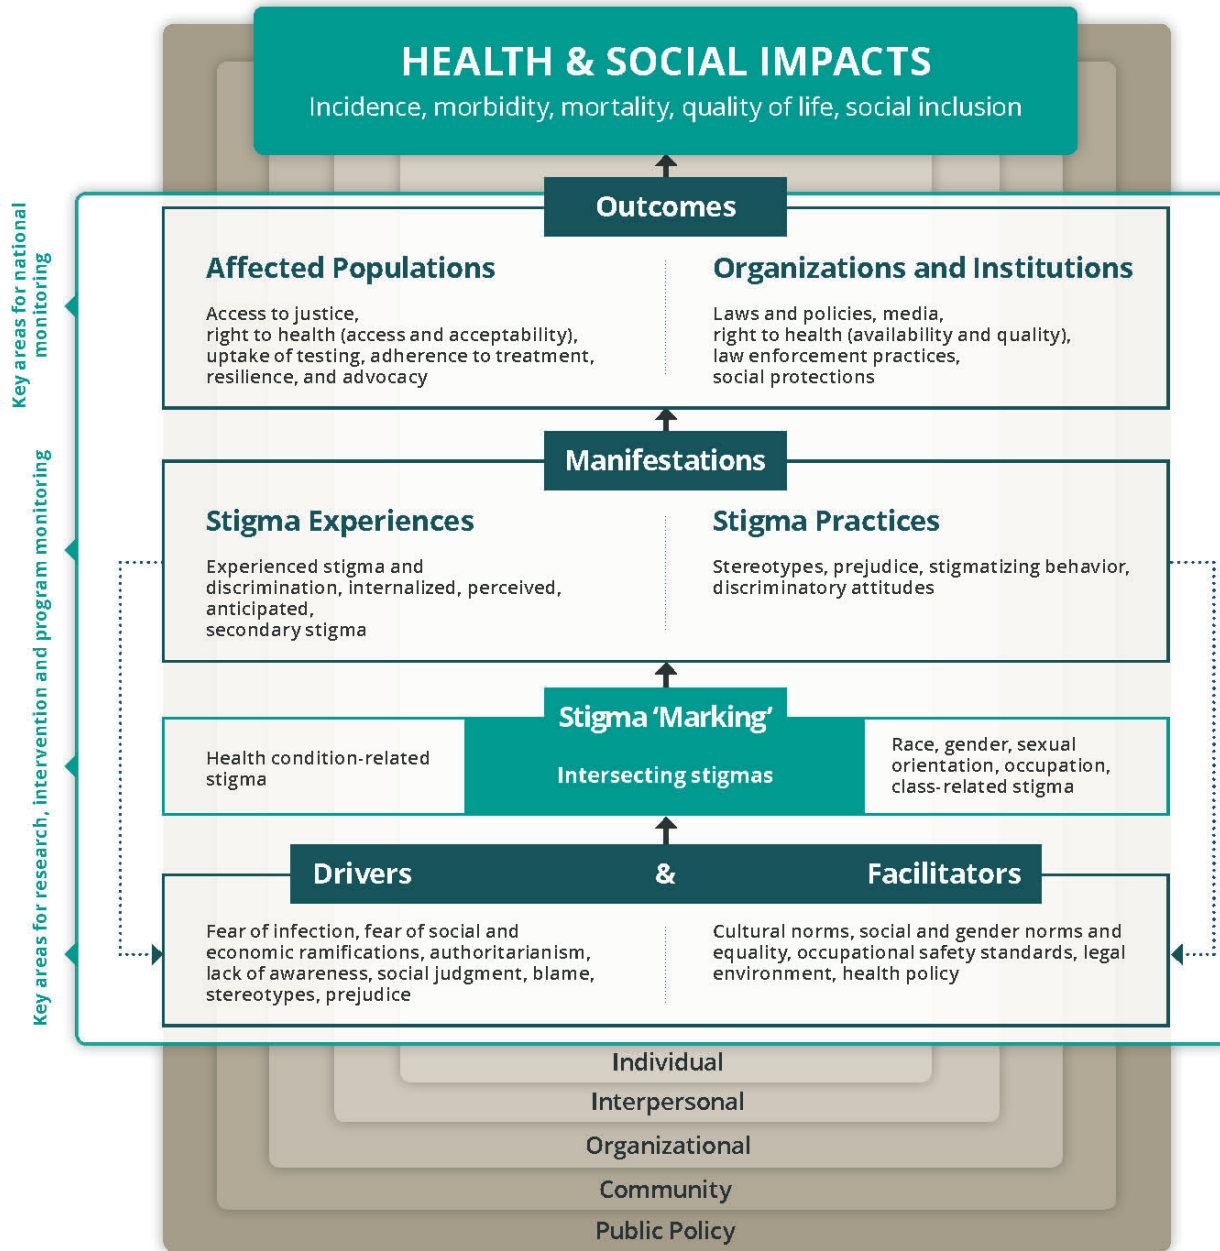 HEALTH & SOCIAL IMPACTS
Incidence, morbidity, mortality, quality of life, social inclusion
Key areas for national
monitoring
Outcomes
Affected Populations
Access to justice,
right to health (access and acceptability),
uptake of testing, adherence to treatment,
resilience, and advocacy
Organizations and Institutions
Laws and policies, media,
right to health (availability and quality),
law enforcement practices,
social protections
Key areas for research, intervention and program monitoring
Manifestations
Stigma Experiences
Experienced stigma and
discrimination, internalized, perceived,
anticipated,
secondary stigma
Stigma Practices
Stereotypes, prejudice, stigmatizing behavior,
discriminatory attitudes
Stigma ‘Marking’
Health condition-related
stigma
Intersecting stigmas
Race, gender, sexual
orientation, occupation,
class-related stigma
Drivers & Facilitators
Fear of infection, fear of social and
economic ramifications, authoritarianism,
lack of awareness, social judgment, blame,
stereotypes, prejudice
Cultural norms, social and gender norms and
equality, occupational safety standards, legal
environment, health policy
Individual
Interpersonal
Organizational
Community
Public Policy